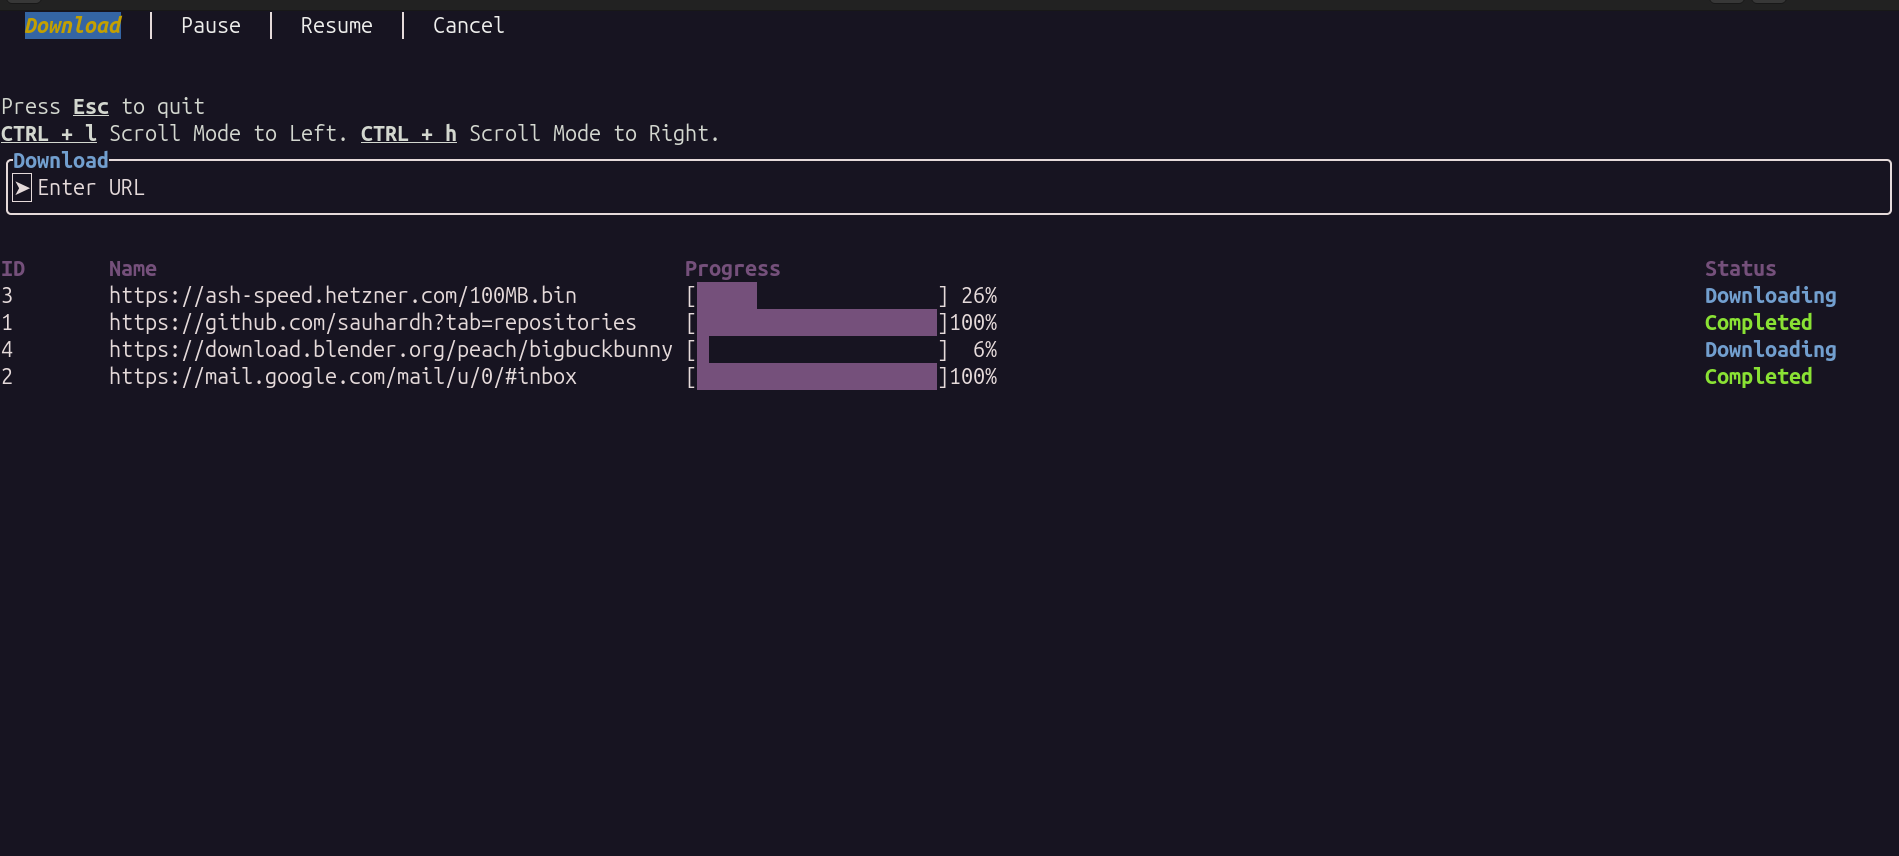 Download │ Pause │ Resume │ Cancel
Press Esc to quit
CTRL + l Scroll Mode to Left. CTRL + h Scroll Mode to Right.
Download
➤ Enter URL
ID Name Progress Status
3 https://ash-speed.hetzner.com/100MB.bin [ ] 26% Downloading
1 https://github.com/sauhardh?tab=repositories [ ]100% Completed
4 https://download.blender.org/peach/bigbuckbunny [ ] 6% Downloading
2 https://mail.google.com/mail/u/0/#inbox [ ]100% Completed